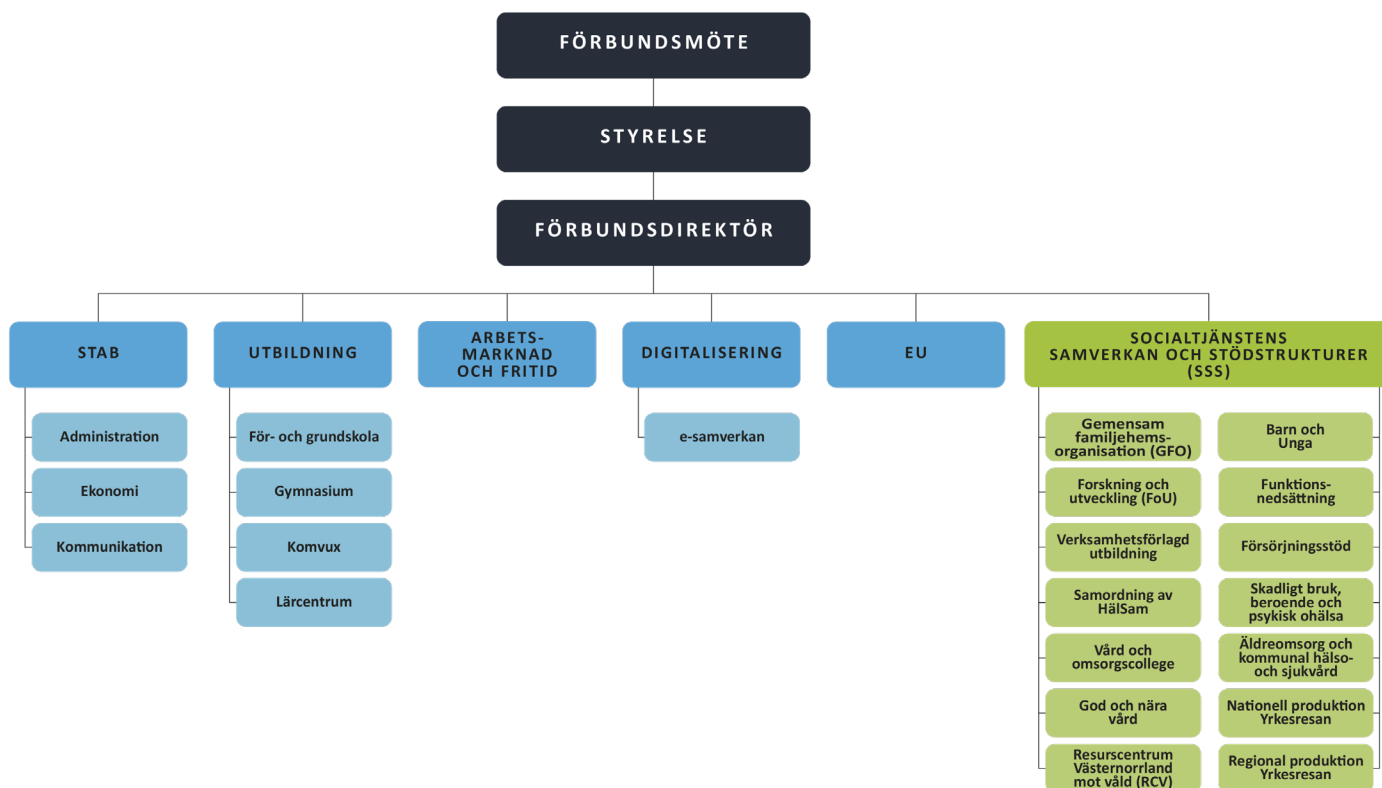 FÖRBUNDSMÖTE
STYRELSE
FÖRBUNDSDIREKTÖR
STAB
Administration
Ekonomi
Kommunikation
UTBILDNING
För- och grundskola
Gymnasium
Komvux
Lärcentrum
ARBETS-
MARKNAD
OCH FRITID
DIGITALISERING
e-samverkan
EU
SOCIALTJÄNSTENS
SAMVERKAN OCH STÖDSTRUKTURER
(SSS)
Gemensam
familjehems-
organisation (GFO)
Forskning och
utveckling (FoU)
Verksamhetsförlagd
utbildning
Samordning av
HälSam
Vård och
omsorgscollege
God och nära
vård
Resurscentrum
Västernorrland
mot våld (RCV)
Barn och
Unga
Funktions-
nedsättning
Försörjningsstöd
Skadligt bruk,
beroende och
psykisk ohälsa
Äldreomsorg och
kommunal hälso-
och sjukvård
Nationell produktion
Yrkesresan
Regional produktion
Yrkesresan